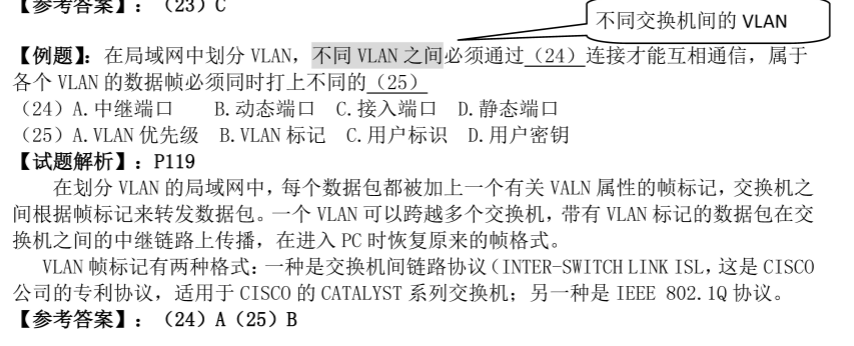 【参考答案】：（23）C
不同交换机间的 VLAN
【例题】：在局域网中划分 VLAN，不同 VLAN 之间必须通过（24）连接才能互相通信，属于
各个 VLAN 的数据帧必须同时打上不同的（25）
（24）A.中继端口 B.动态端口 C.接入端口 D.静态端口
（25）A.VLAN 优先级 B.VLAN 标记 C.用户标识 D.用户密钥
【试题解析】：P119
在划分 VLAN 的局域网中，每个数据包都被加上一个有关 VALN 属性的帧标记，交换机之
间根据帧标记来转发数据包。一个 VLAN 可以跨越多个交换机，带有 VLAN 标记的数据包在交
换机之间的中继链路上传播，在进入 PC 时恢复原来的帧格式。
VLAN 帧标记有两种格式：一种是交换机间链路协议（INTER-SWITCH LINK ISL，这是 CISCO
公司的专利协议，适用于 CISCO 的 CATALYST 系列交换机；另一种是 IEEE 802.1Q 协议。
【参考答案】：（24）A（25）B